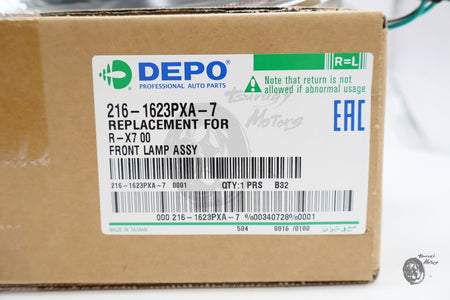 R=L
DEPO
PROFESSIONAL AUTO PARTS
Note that return is not
allowed if abnormal usage
216-1623PXA-7
REPLACEMENT FOR
R-X7 00
FRONT LAMP ASSY
EAC
Tsurugi
Motors
216-1623PXA-7 0001 QTY:1 PRS B32
000 216-1623PXA-7 %00340728%0001
MADE IN TAIWAN 504 0016 /0100